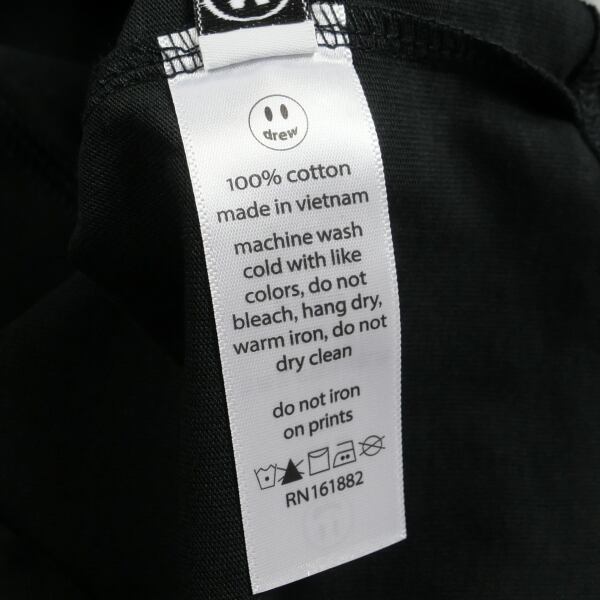 drew
100% cotton
made in vietnam
machine wash
cold with like
colors, do not
bleach, hang dry,
warm iron, do not
dry clean
do not iron
on prints
RN161882